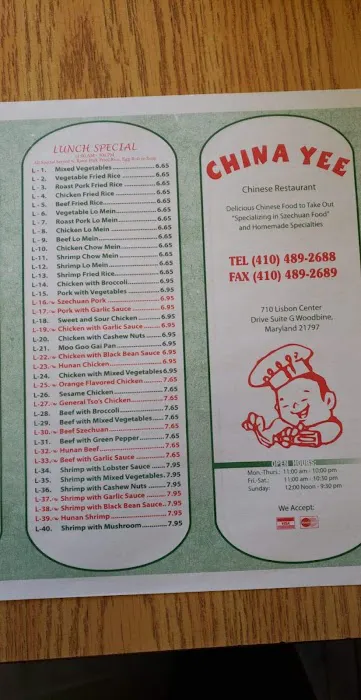 LUNCH SPECIAL
L- 1. Mixed Vegetables 6.65
L- 2. Vegetable Fried Rice 6.65
L- 3. Roast Pork Fried Rice 6.65
L- 4. Chicken Fried Rice 6.65
L- 5. Beef Fried Rice 6.65
L- 6. Vegetable Lo Mein 6.65
L- 7. Roast Pork Lo Mein 6.65
L- 8. Chicken Lo Mein 6.65
L- 9. Beef Lo Mein 6.65
L-10. Chicken Chow Mein 6.65
L-11. Shrimp Chow Mein 6.65
L-12. Shrimp Lo Mein 6.65
L-13. Shrimp Fried Rice 6.65
L-14. Chicken with Broccoli 6.95
L-15. Pork with Vegetables 6.95
L-16. Szechuan Pork 6.95
L-17. Pork with Garlic Sauce 6.95
L-18. Sweet and Sour Chicken 6.95
L-19. Chicken with Garlic Sauce 6.95
L-20. Chicken with Cashew Nuts 6.95
L-21. Moo Goo Gai Pan 6.95
L-22. Chicken with Black Bean Sauce 6.95
L-23. Hunan Chicken 6.95
L-24. Chicken with Mixed Vegetables 6.95
L-25. Orange Flavored Chicken 7.65
L-26. Sesame Chicken 7.65
L-27. General Tso's Chicken 7.65
L-28. Beef with Broccoli 7.65
L-29. Beef with Mixed Vegetables 7.65
L-30. Beef Szechuan 7.65
L-31. Beef with Green Pepper 7.65
L-32. Hunan Beef 7.65
L-33. Beef with Garlic Sauce 7.65
L-34. Shrimp with Lobster Sauce 7.95
L-35. Shrimp with Mixed Vegetables. 7.95
L-36. Shrimp with Cashew Nuts 7.95
L-37. Shrimp with Garlic Sauce 7.95
L-38. Shrimp with Black Bean Sauce 7.95
L-39. Hunan Shrimp 7.95
L-40. Shrimp with Mushroom 7.95
CHINA YEE
Chinese Restaurant
Delicious Chinese Food to Take Out
"Specializing in Szechuan Food"
and Homemade Specialties
TEL (410) 489-2688
FAX (410) 489-2689
710 Lisbon Center
Drive Suite G Woodbine,
Maryland 21797
OPEN HOURS:
Mon.-Thurs.: 11:00 am - 10:00 pm
Fri.-Sat.: 11:00 am - 10:30 pm
Sunday: 12:00 Noon - 9:30 pm
We Accept:
VISA